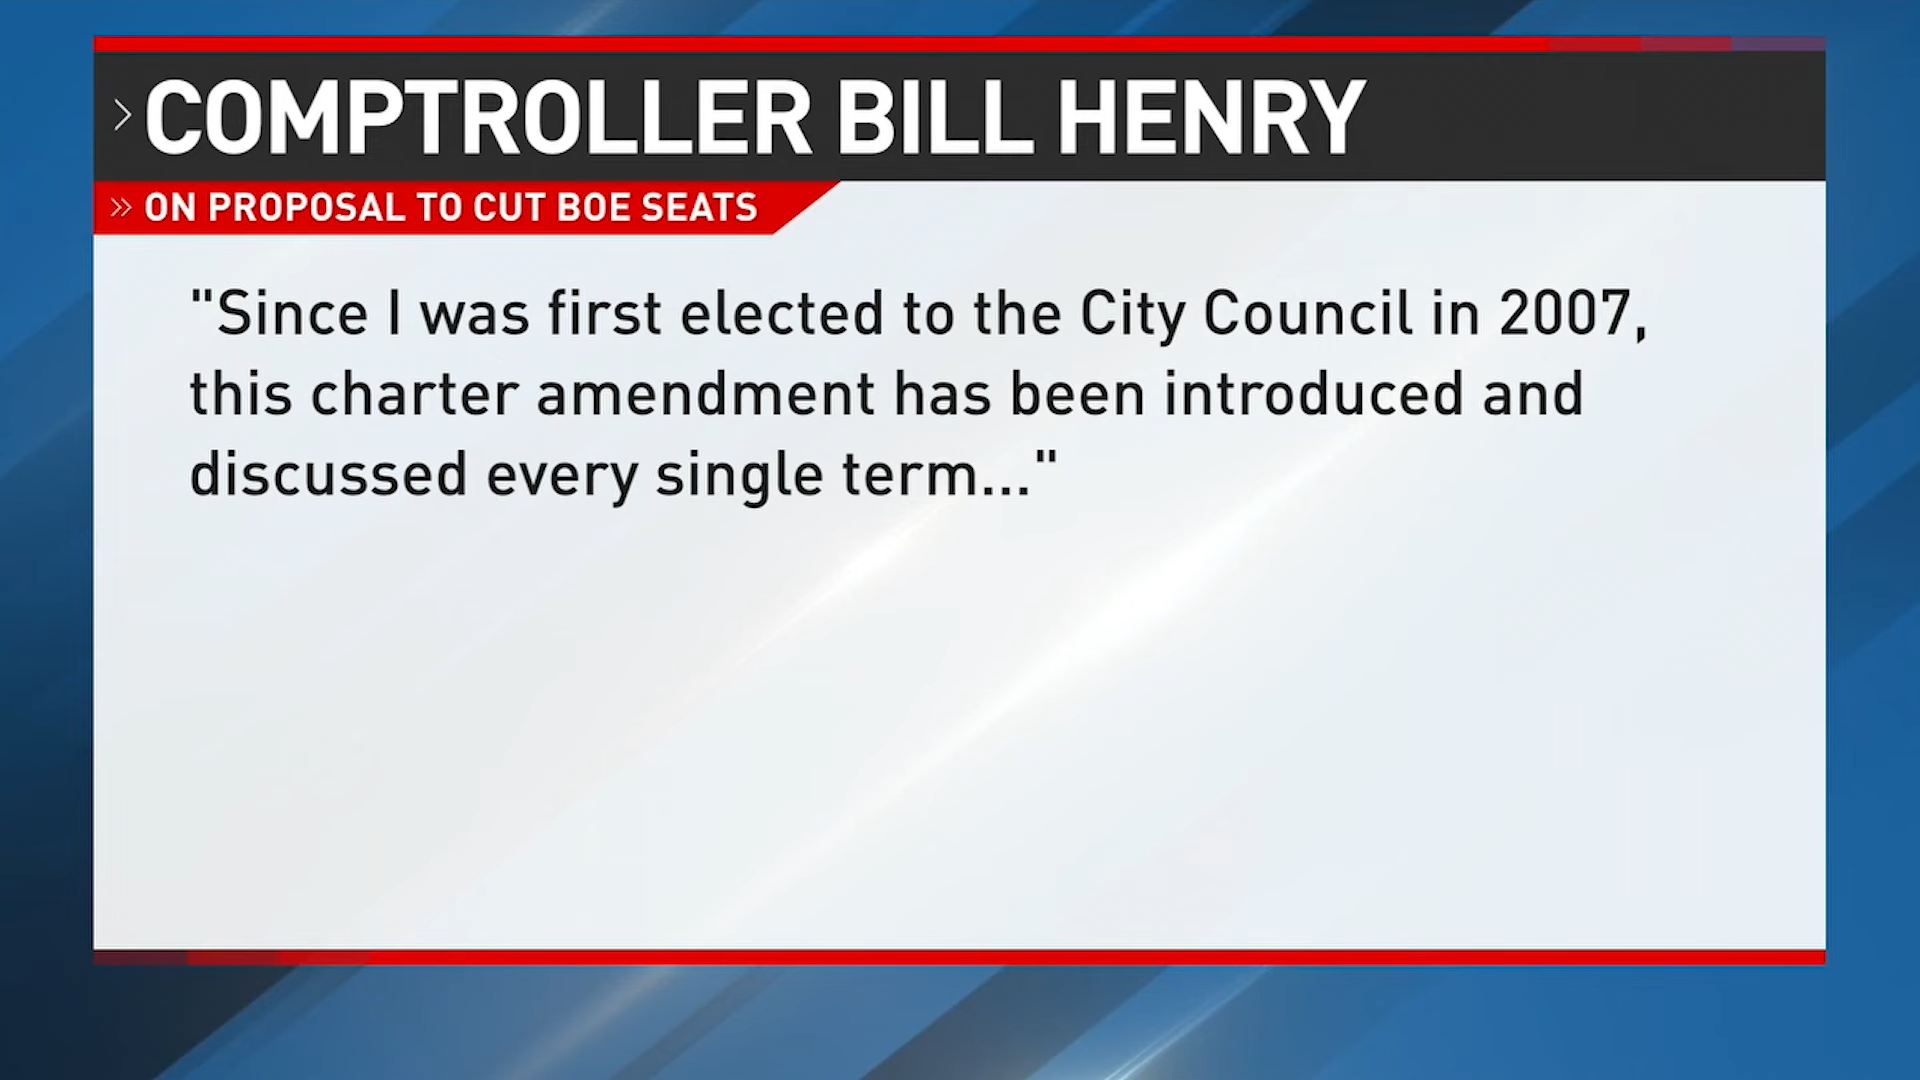 COMPTROLLER BILL HENRY
ON PROPOSAL TO CUT BOE SEATS
"Since I was first elected to the City Council in 2007,
this charter amendment has been introduced and
discussed every single term..."